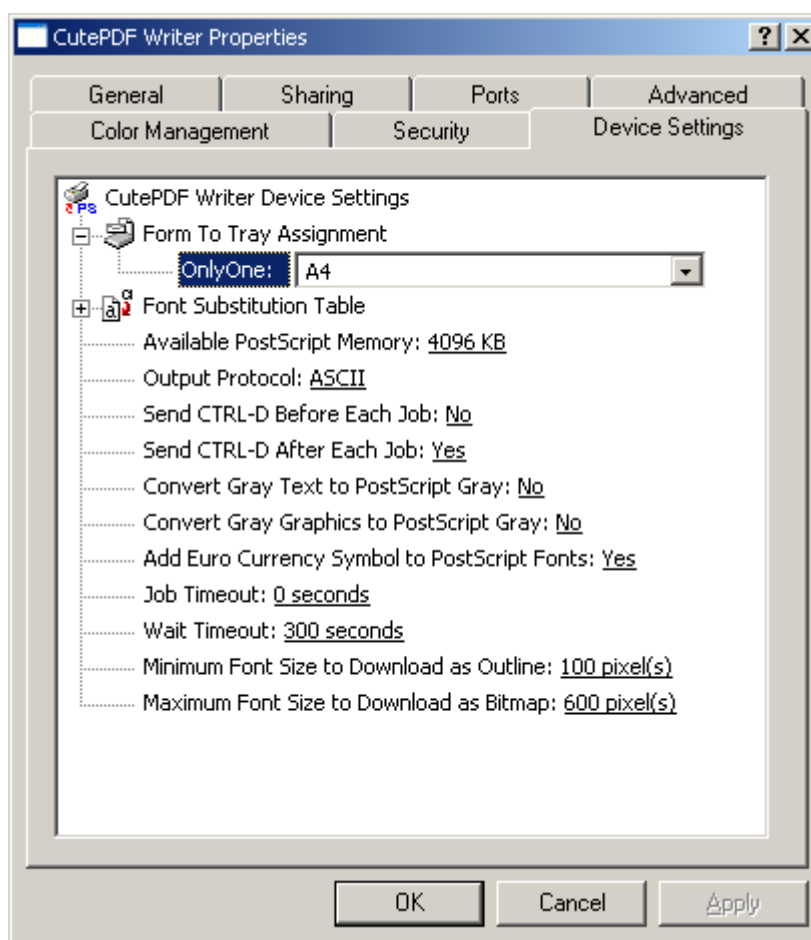 CutePDF Writer Properties
General Sharing Ports Advanced
Color Management Security Device Settings
CutePDF Writer Device Settings
Form To Tray Assignment
OnlyOne: A4
Font Substitution Table
Available PostScript Memory: 4096 KB
Output Protocol: ASCII
Send CTRL-D Before Each Job: No
Send CTRL-D After Each Job: Yes
Convert Gray Text to PostScript Gray: No
Convert Gray Graphics to PostScript Gray: No
Add Euro Currency Symbol to PostScript Fonts: Yes
Job Timeout: 0 seconds
Wait Timeout: 300 seconds
Minimum Font Size to Download as Outline: 100 pixel(s)
Maximum Font Size to Download as Bitmap: 600 pixel(s)
OK Cancel Apply